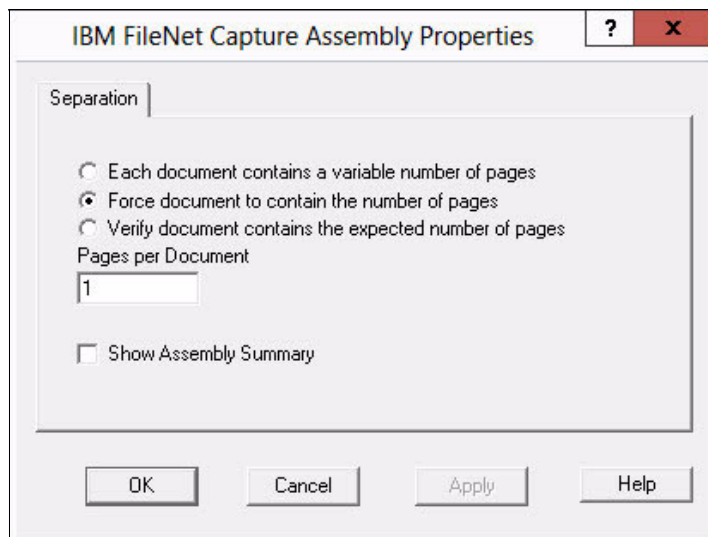 IBM FileNet Capture Assembly Properties ? x
Separation
Each document contains a variable number of pages
Force document to contain the number of pages
Verify document contains the expected number of pages
Pages per Document
1
Show Assembly Summary
OK Cancel Apply Help